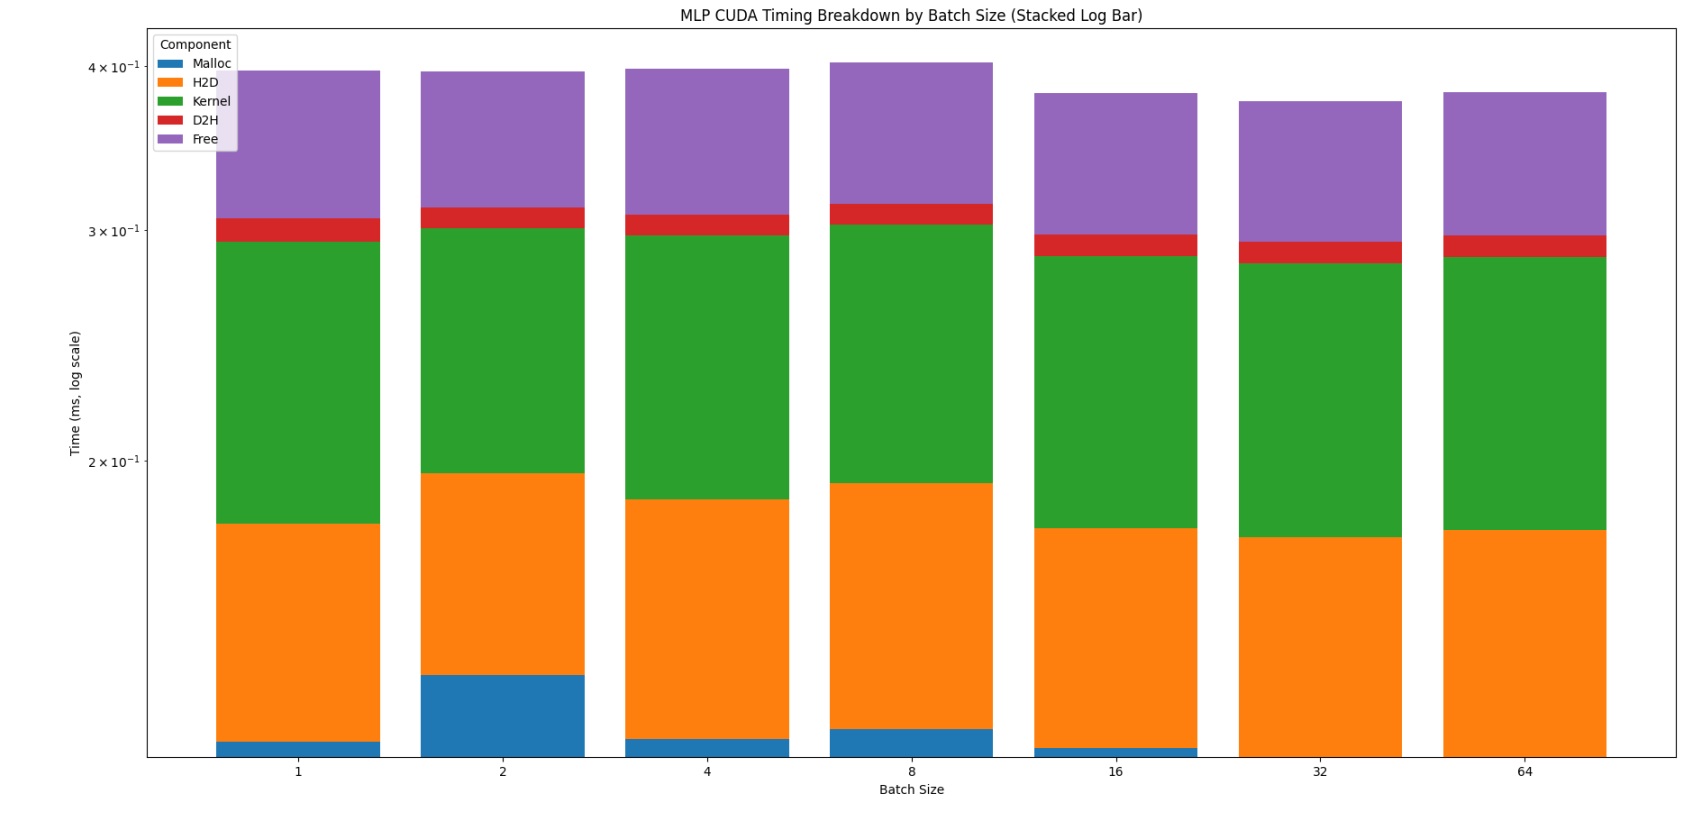 MLP CUDA Timing Breakdown by Batch Size (Stacked Log Bar)
Component
Malloc
H2D
Kernel
D2H
Free
4 × 10⁻¹
3 × 10⁻¹
2 × 10⁻¹
Time (ms, log scale)
1 2 4 8 16 32 64
Batch Size